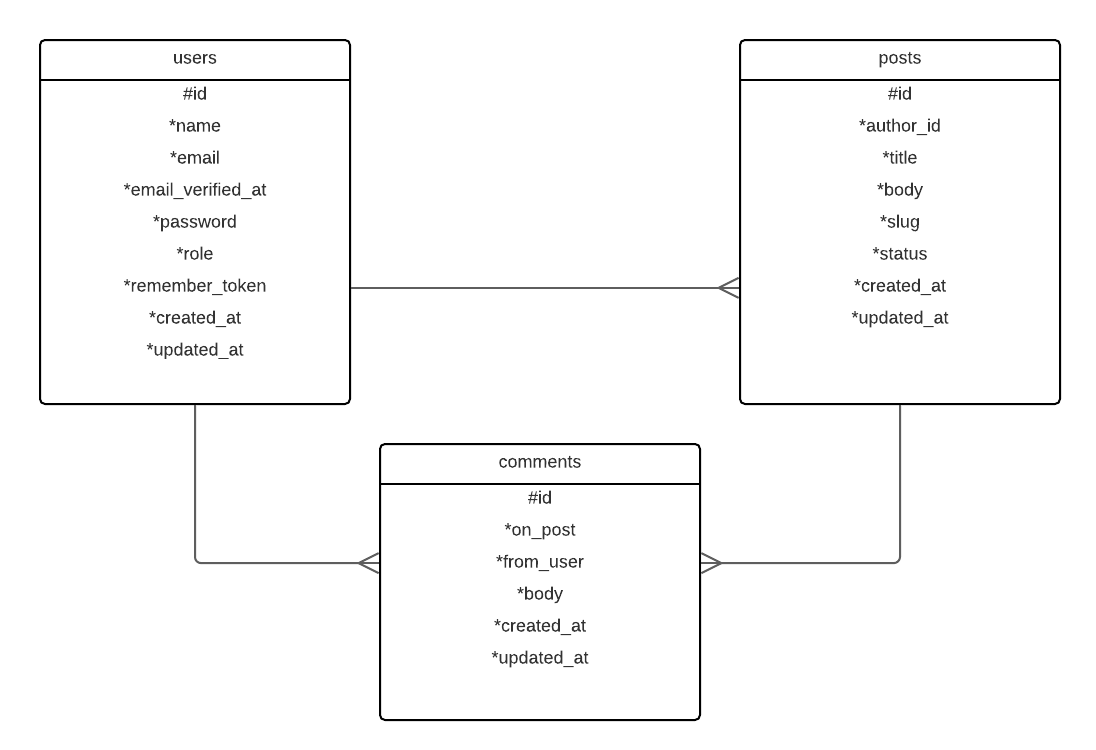 users
#id
*name
*email
*email_verified_at
*password
*role
*remember_token
*created_at
*updated_at
posts
#id
*author_id
*title
*body
*slug
*status
*created_at
*updated_at
comments
#id
*on_post
*from_user
*body
*created_at
*updated_at